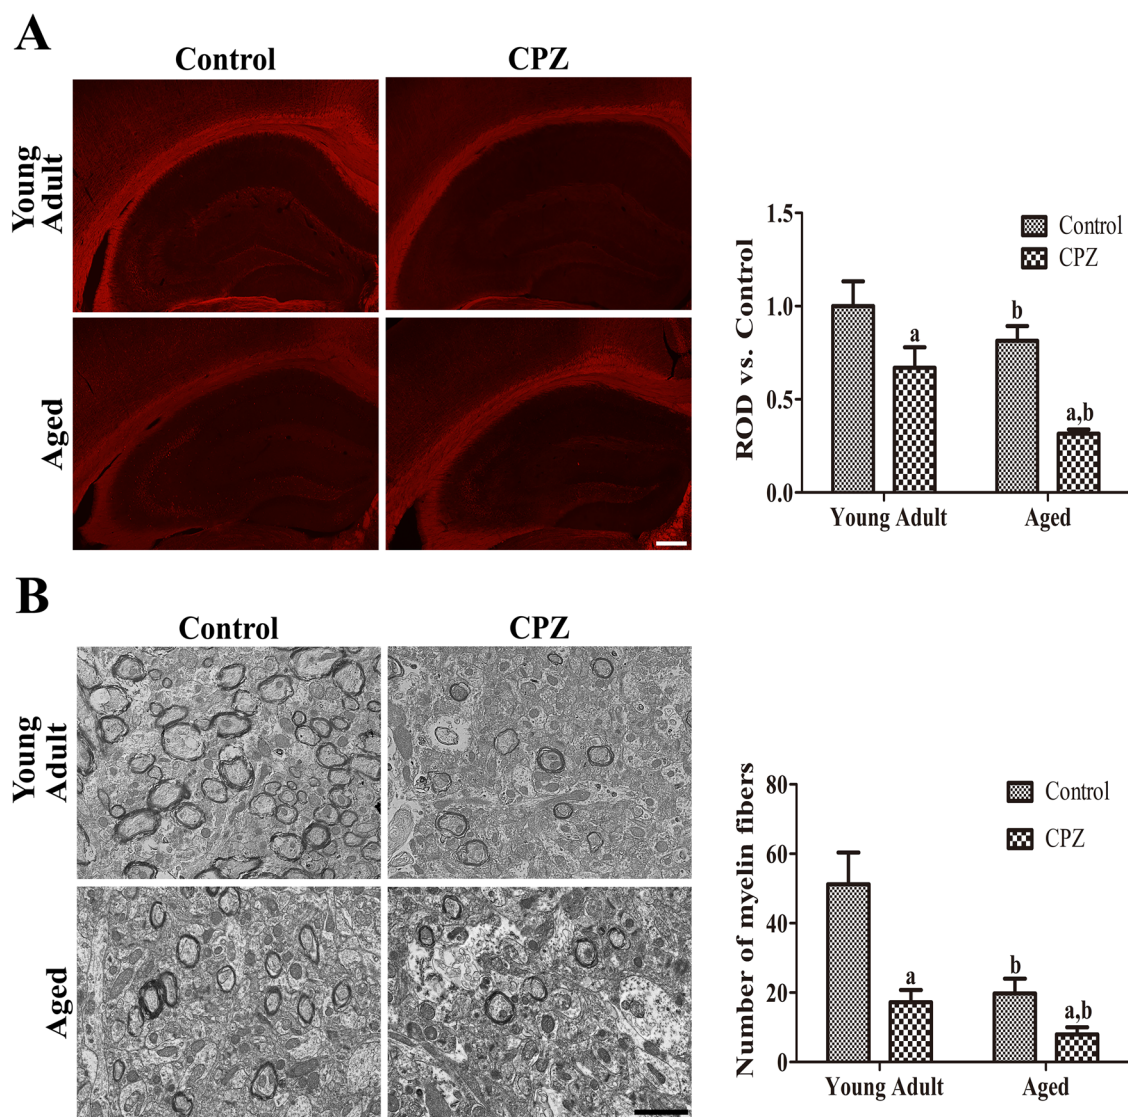 A
Control
CPZ
Young
Adult
Aged
ROD vs. Control
1.5
1.0
0.5
0.0
Control
CPZ
a
b
a,b
Young Adult
Aged
B
Control
CPZ
Young
Adult
Aged
Number of myelin fibers
80
60
40
20
0
Control
CPZ
a
b
a,b
Young Adult
Aged